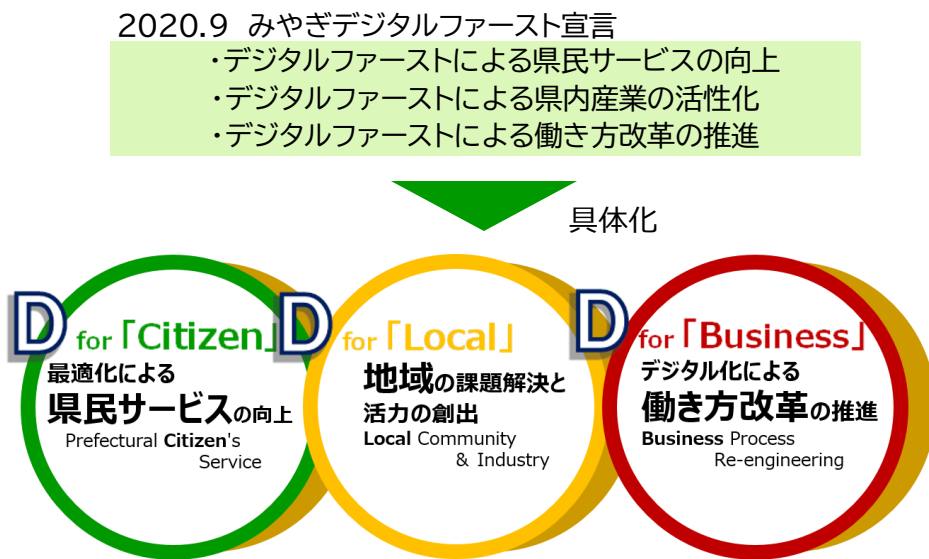 2020.9 みやぎデジタルファースト宣言
・デジタルファーストによる県民サービスの向上
・デジタルファーストによる県内産業の活性化
・デジタルファーストによる働き方改革の推進
具体化
D for「Citizen」
最適化による
県民サービスの向上
Prefectural Citizen's
Service
D for「Local」
地域の課題解決と
活力の創出
Local Community
& Industry
D for「Business」
デジタル化による
働き方改革の推進
Business Process
Re-engineering